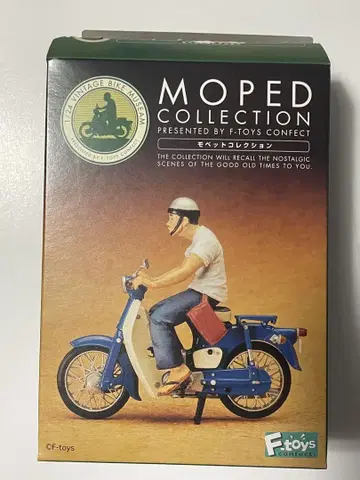 1/24 VINTAGE BIKE MUSEAM
MOPED
COLLECTION
PRESENTED BY F-TOYS CONFECT
モペットコレクション
THE COLLECTION WILL RECALL THE NOSTALGIC
SCENES OF THE GOOD OLD TIMES TO YOU.
©F-toys
F-toys
confect